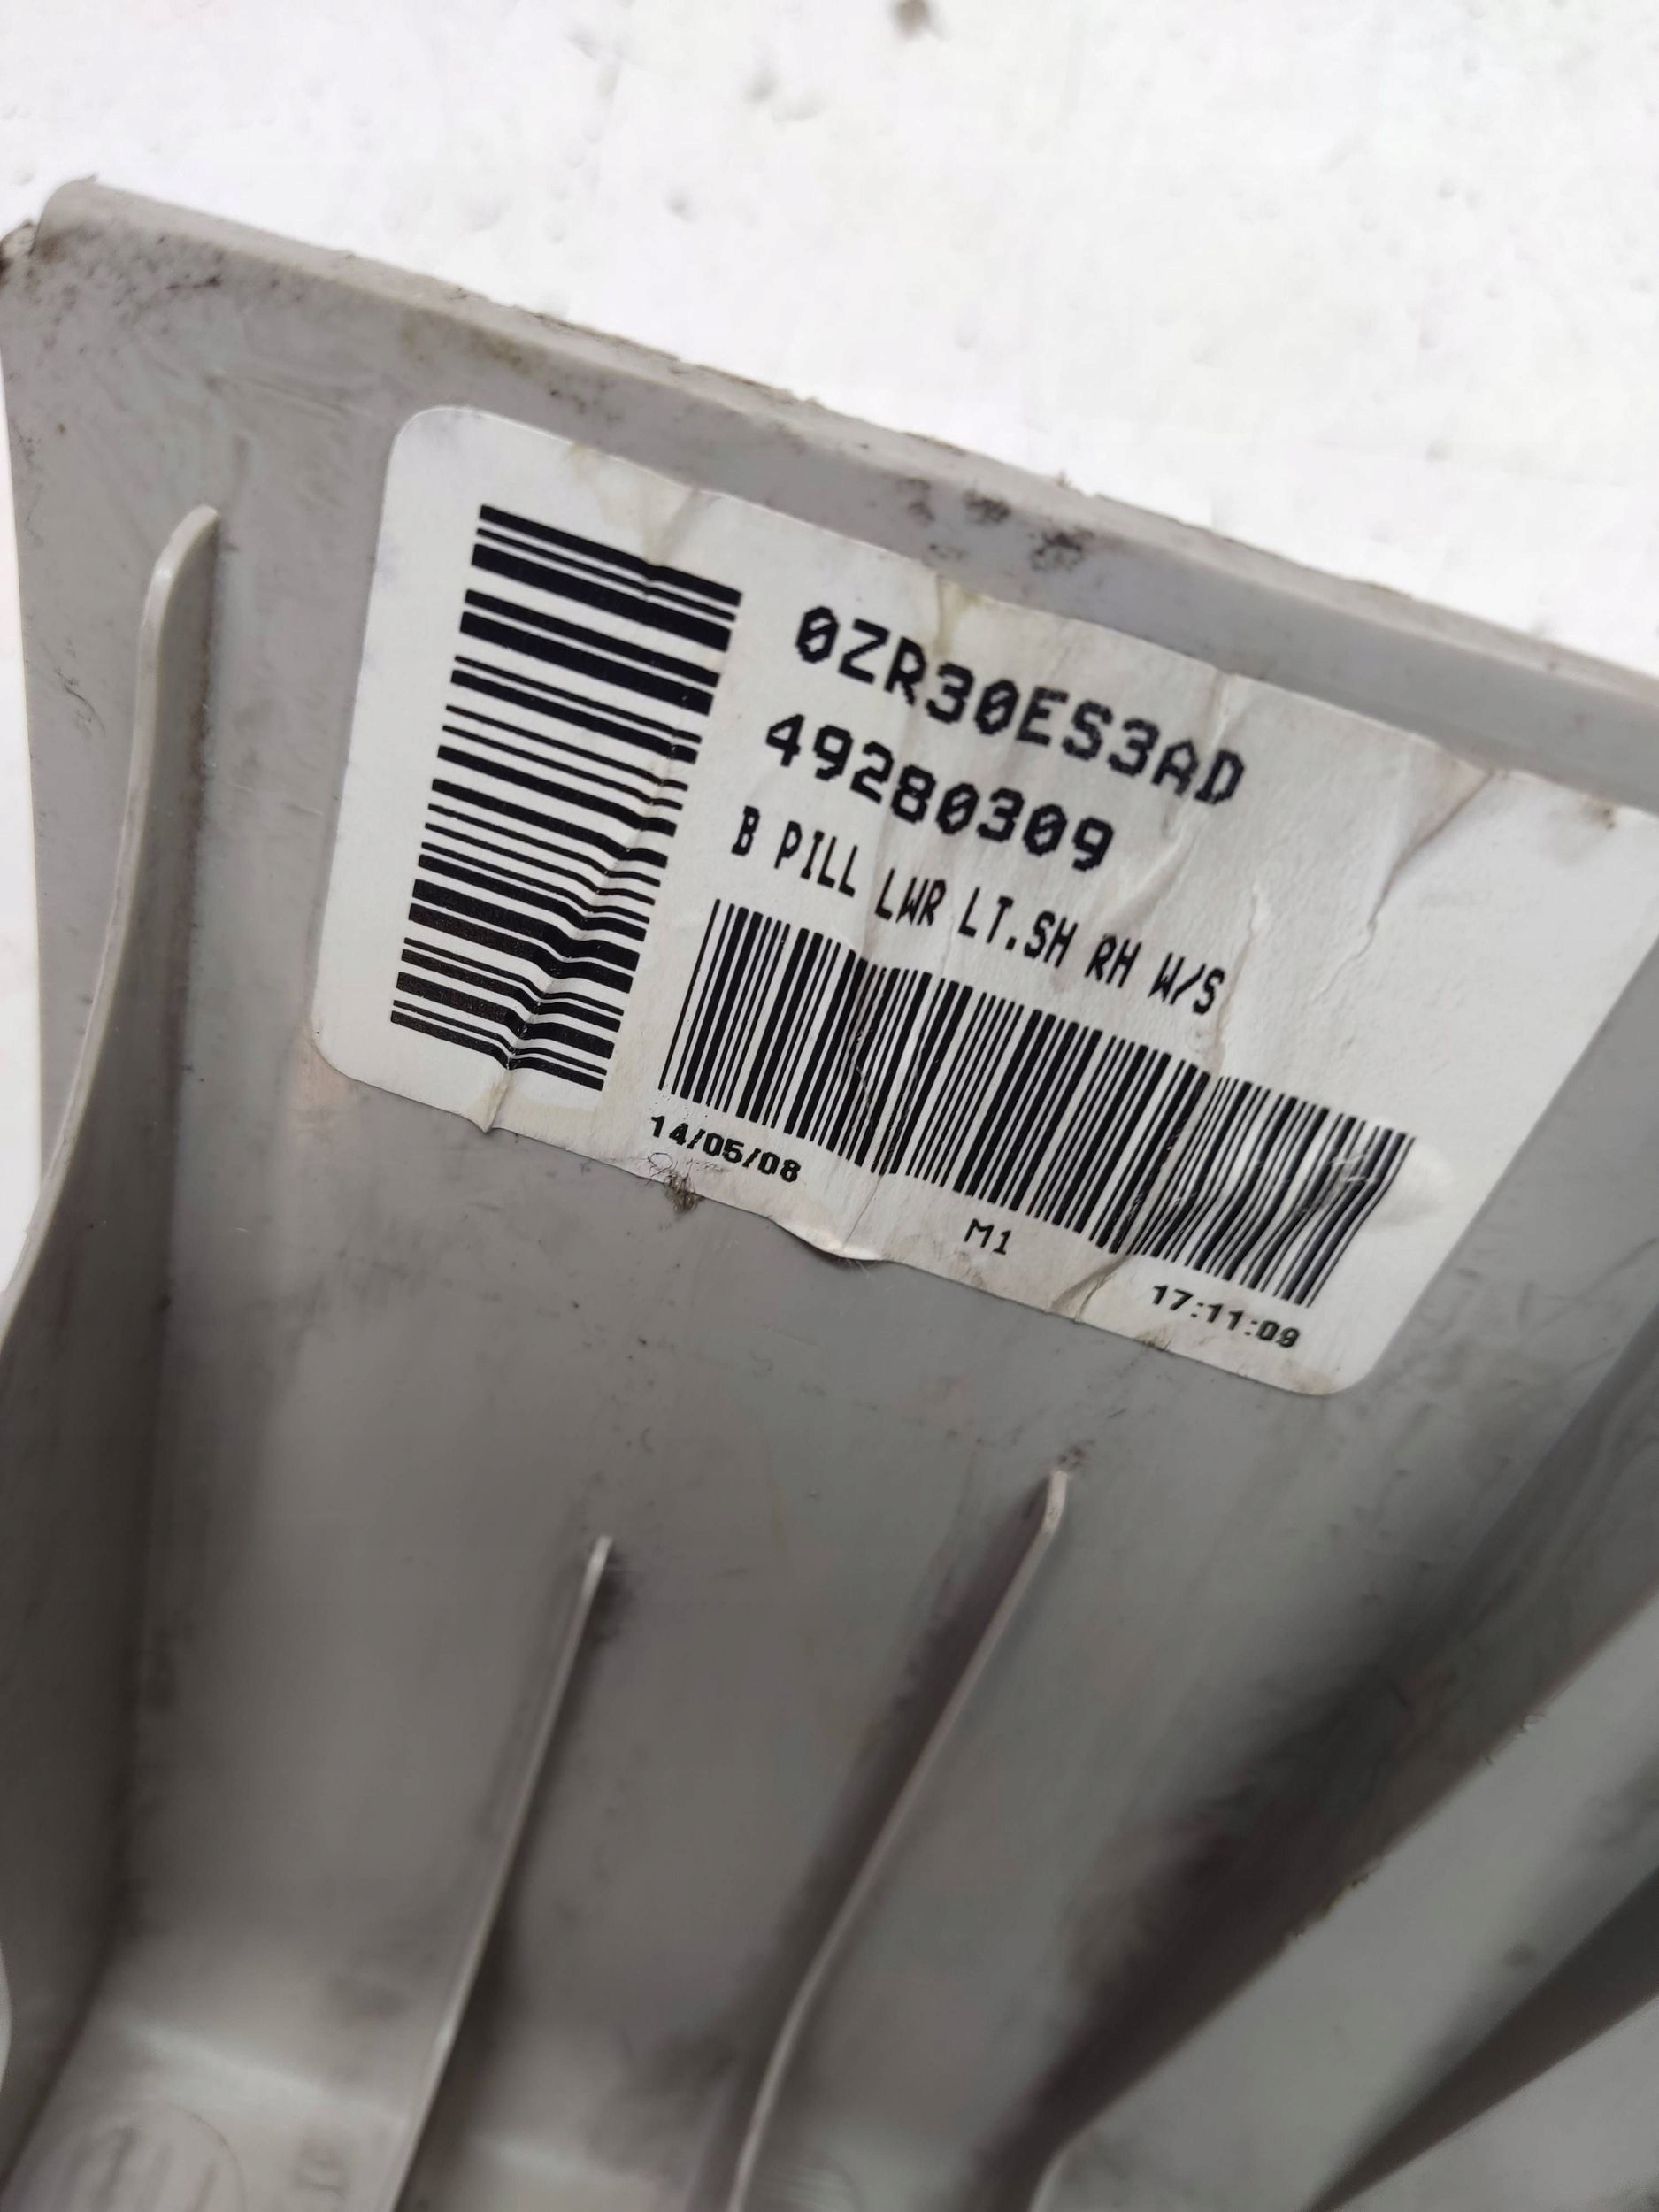 0ZR30ES3AD
49280309
B PILL LWR LT.SH RH W/S
14/05/08
M1
17:11:09